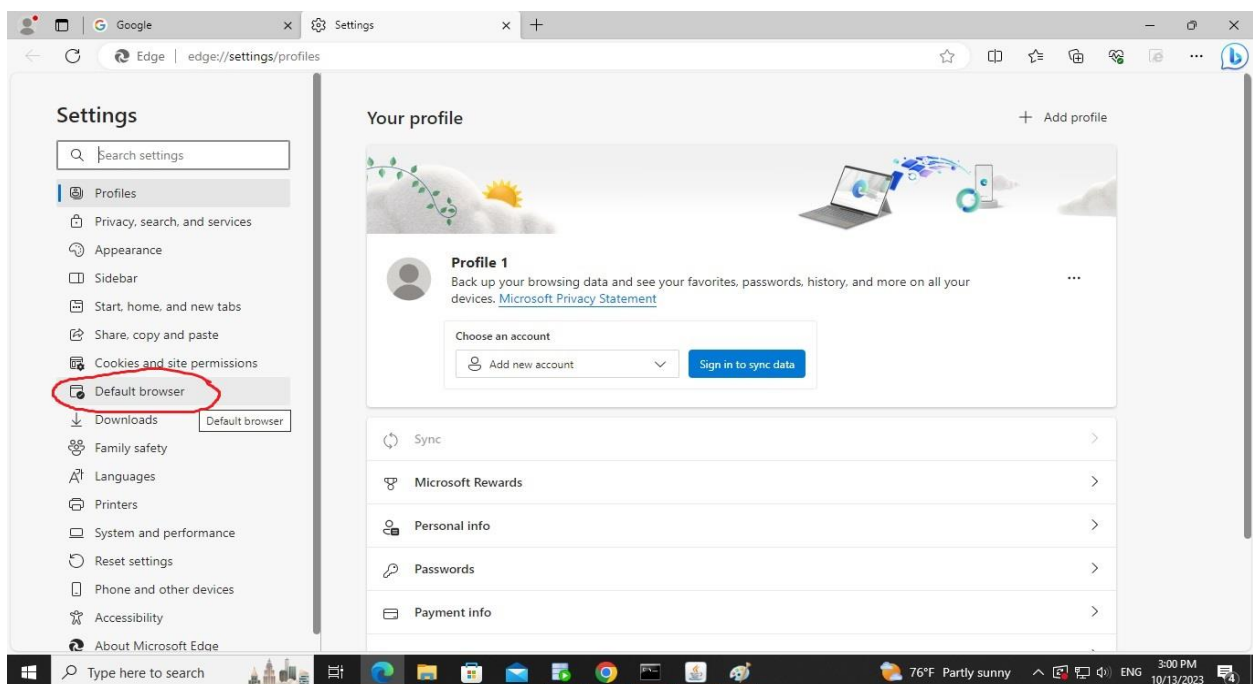 Google
Settings
Edge | edge://settings/profiles
Settings
Search settings
Profiles
Privacy, search, and services
Appearance
Sidebar
Start, home, and new tabs
Share, copy and paste
Cookies and site permissions
Default browser
Downloads
Default browser
Family safety
Languages
Printers
System and performance
Reset settings
Phone and other devices
Accessibility
About Microsoft Edge
Your profile
Add profile
Profile 1
Back up your browsing data and see your favorites, passwords, history, and more on all your
devices. Microsoft Privacy Statement
Choose an account
Add new account
Sign in to sync data
Sync
Microsoft Rewards
Personal info
Passwords
Payment info
Type here to search
76°F Partly sunny
ENG
3:00 PM
10/13/2023
4